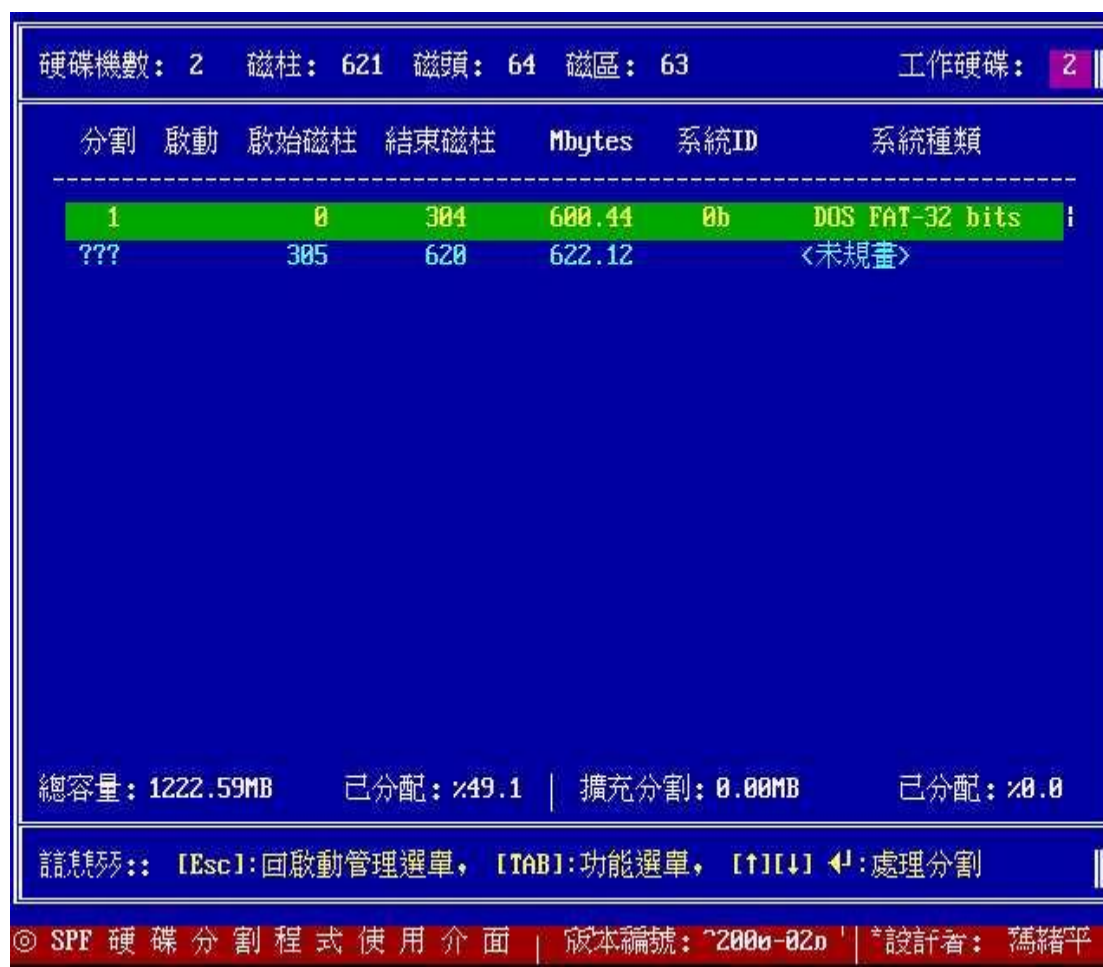 硬碟機數: 2 磁柱: 621 磁頭: 64 磁區: 63 工作硬碟: 2
分割 啟動 啟始磁柱 結束磁柱 Mbytes 系統ID 系統種類
1 0 304 600.44 0b DOS FAT-32 bits
??? 305 620 622.12 <未規畫>
總容量: 1222.59MB 已分配: %49.1 | 擴充分割: 0.00MB 已分配: %0.0
[Esc]:回啟動管理選單, [TAB]:功能選單, [↑][↓] ↵:處理分割
◎ SPF 硬碟分割程式使用介面 | 版本編號: 設計者: